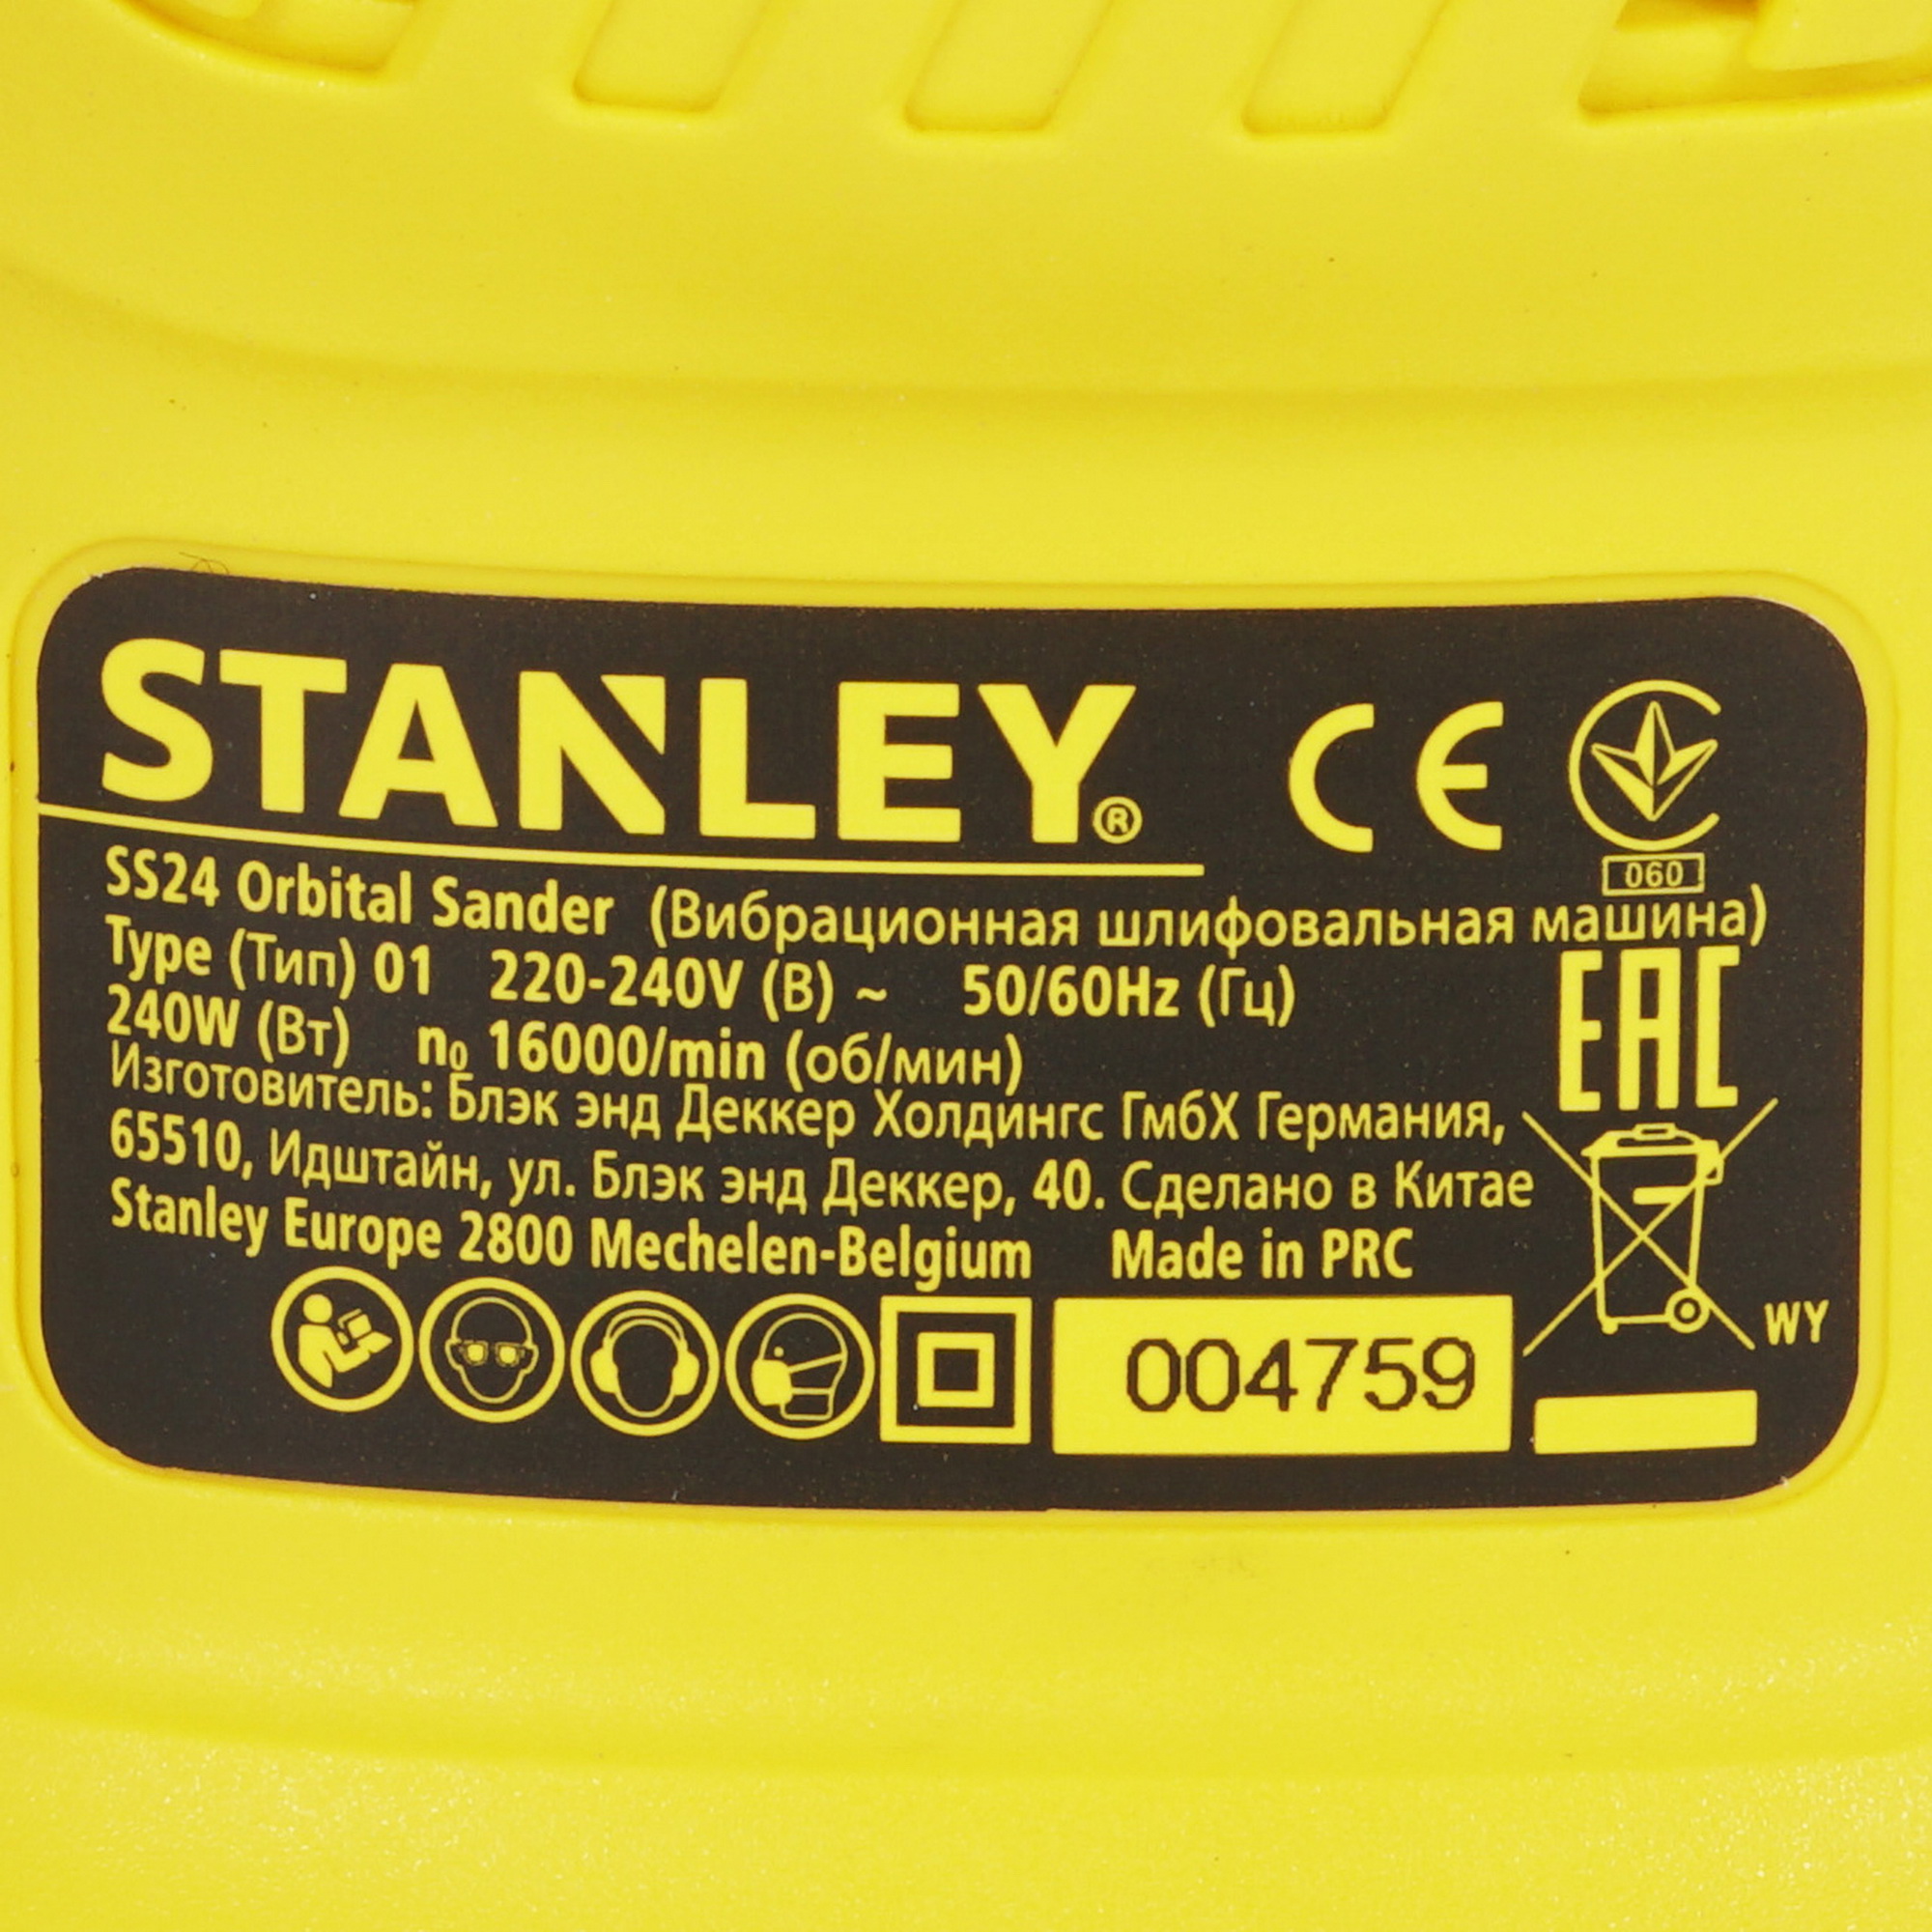 STANLEY®
CE
060
SS24 Orbital Sander (Вибрационная шлифовальная машина)
Type (Тип) 01 220-240V (В) ~ 50/60Hz (Гц)
EAC
240W (Вт) n₀ 16000/min (об/мин)
Изготовитель: Блэк энд Деккер Холдингс ГмбХ Германия,
65510, Идштайн, ул. Блэк энд Деккер, 40. Сделано в Китае
Stanley Europe 2800 Mechelen-Belgium Made in PRC
WY
004759